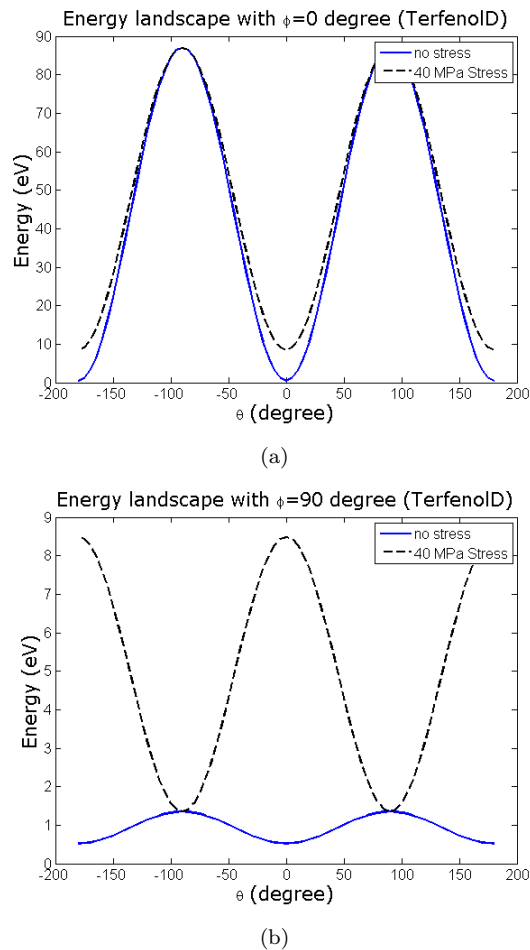 Energy landscape with ϕ=0 degree (TerfenolD)
no stress
40 MPa Stress
90
80
70
60
50
40
30
20
10
0
Energy (eV)
-200 -150 -100 -50 0 50 100 150 200
θ (degree)
(a)
Energy landscape with ϕ=90 degree (TerfenolD)
no stress
40 MPa Stress
9
8
7
6
5
4
3
2
1
0
Energy (eV)
-200 -150 -100 -50 0 50 100 150 200
θ (degree)
(b)